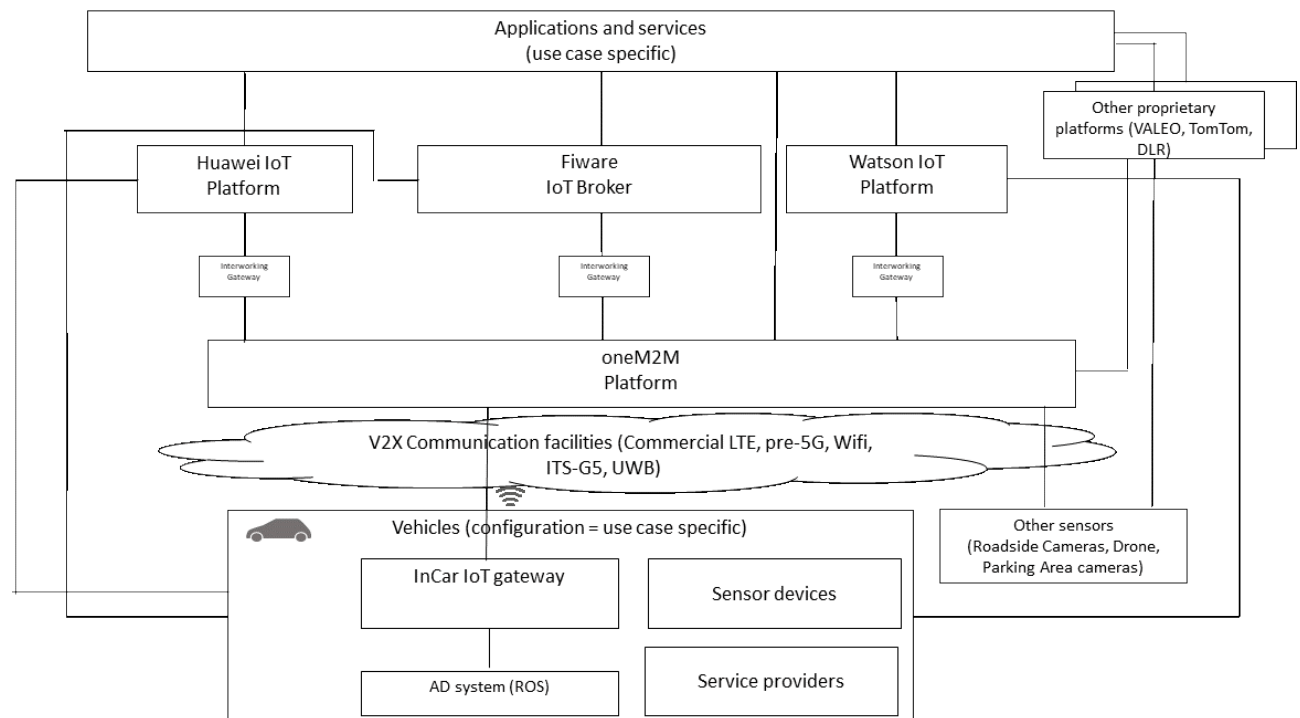 Applications and services
(use case specific)
Other proprietary
platforms (VALEO, TomTom,
DLR)
Huawei IoT
Platform
Fiware
IoT Broker
Watson IoT
Platform
Interworking
Gateway
Interworking
Gateway
Interworking
Gateway
oneM2M
Platform
V2X Communication facilities (Commercial LTE, pre-5G, Wifi,
ITS-G5, UWB)
Vehicles (configuration = use case specific)
Other sensors
(Roadside Cameras, Drone,
Parking Area cameras)
InCar IoT gateway
Sensor devices
AD system (ROS)
Service providers